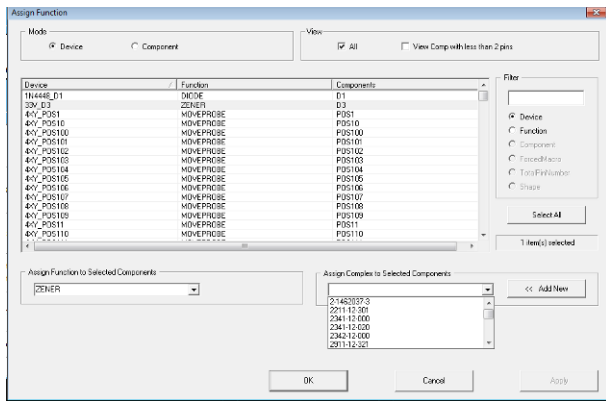 Assign Function
Mode
Device
Component
View
All
View Comp with less than 2 pins
Device / Function Components
1N4448_D1 DIODE D1
33V_D3 ZENER D3
4XY_POS1 MOVEPROBE POS1
4XY_POS10 MOVEPROBE POS10
4XY_POS100 MOVEPROBE POS100
4XY_POS101 MOVEPROBE POS101
4XY_POS102 MOVEPROBE POS102
4XY_POS103 MOVEPROBE POS103
4XY_POS104 MOVEPROBE POS104
4XY_POS105 MOVEPROBE POS105
4XY_POS106 MOVEPROBE POS106
4XY_POS107 MOVEPROBE POS107
4XY_POS108 MOVEPROBE POS108
4XY_POS109 MOVEPROBE POS109
4XY_POS11 MOVEPROBE POS11
4XY_POS110 MOVEPROBE POS110
Filter
Device
Function
Component
ForcedMacro
TotalPinNumber
Shape
Select All
1 item(s) selected
Assign Function to Selected Components
ZENER
Assign Complex to Selected Components
2-1462037-3
2211-12-301
2341-12-000
2341-12-020
2342-12-000
2911-12-321
<< Add New
OK
Cancel
Apply